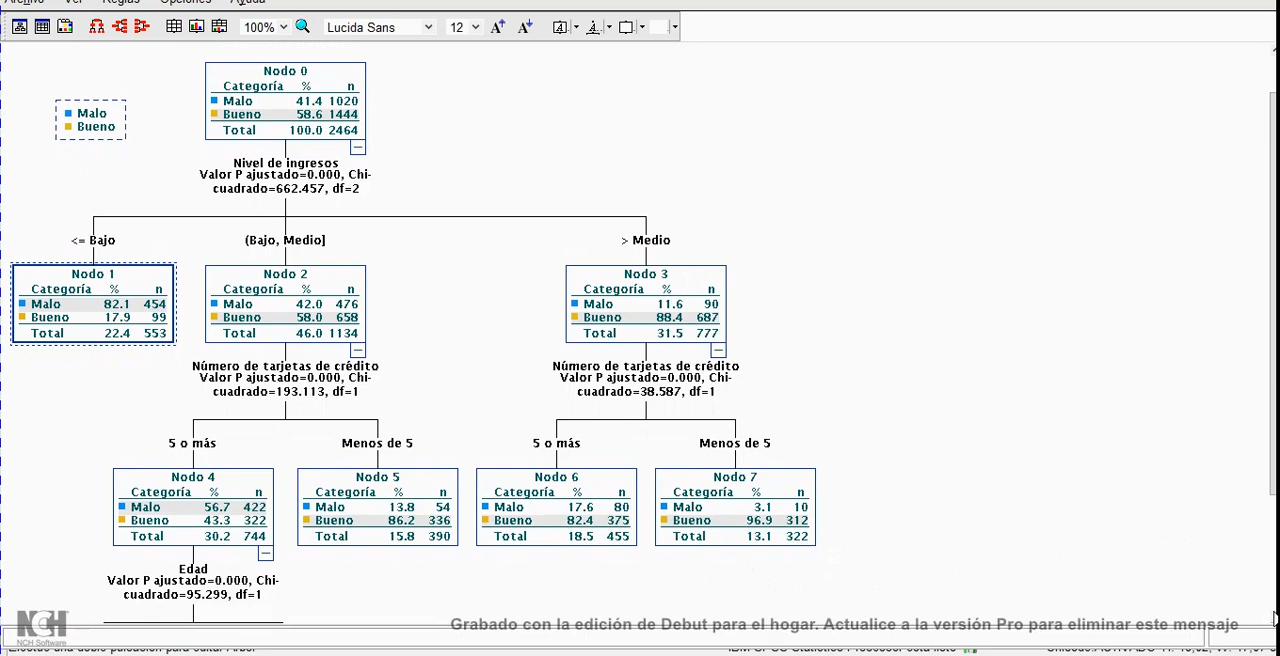 Archivo Ver Reglas Opciones Ayuda
100% Lucida Sans 12
Malo
Bueno
Nodo 0
Categoría % n
Malo 41.4 1020
Bueno 58.6 1444
Total 100.0 2464
Nivel de ingresos
Valor P ajustado=0.000, Chi-
cuadrado=662.457, df=2
<= Bajo (Bajo, Medio] > Medio
Nodo 1
Categoría % n
Malo 82.1 454
Bueno 17.9 99
Total 22.4 553
Nodo 2
Categoría % n
Malo 42.0 476
Bueno 58.0 658
Total 46.0 1134
Nodo 3
Categoría % n
Malo 11.6 90
Bueno 88.4 687
Total 31.5 777
Número de tarjetas de crédito
Valor P ajustado=0.000, Chi-
cuadrado=193.113, df=1
Número de tarjetas de crédito
Valor P ajustado=0.000, Chi-
cuadrado=38.587, df=1
5 o más Menos de 5 5 o más Menos de 5
Nodo 4
Categoría % n
Malo 56.7 422
Bueno 43.3 322
Total 30.2 744
Nodo 5
Categoría % n
Malo 13.8 54
Bueno 86.2 336
Total 15.8 390
Nodo 6
Categoría % n
Malo 17.6 80
Bueno 82.4 375
Total 18.5 455
Nodo 7
Categoría % n
Malo 3.1 10
Bueno 96.9 312
Total 13.1 322
Edad
Valor P ajustado=0.000, Chi-
cuadrado=95.299, df=1
NCH
NCH Software
Grabado con la edición de Debut para el hogar. Actualice a la versión Pro para eliminar este mensaje